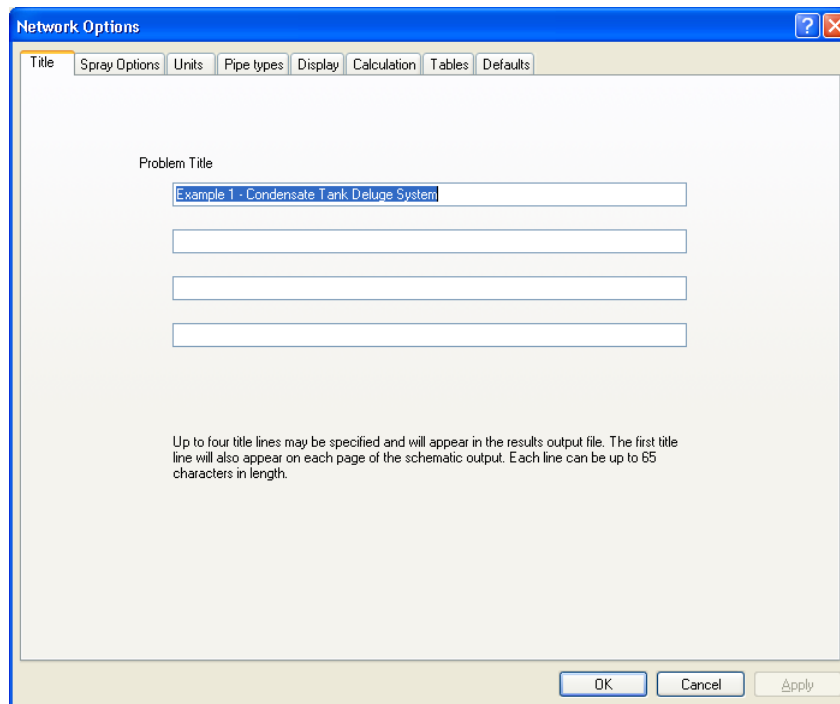 Network Options
Title Spray Options Units Pipe types Display Calculation Tables Defaults
Problem Title
Example 1 - Condensate Tank Deluge System
Up to four title lines may be specified and will appear in the results output file. The first title
line will also appear on each page of the schematic output. Each line can be up to 65
characters in length.
OK Cancel Apply